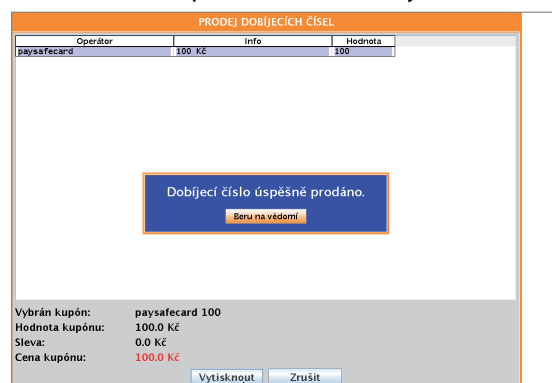 PRODEJ DOBÍJECÍCH ČÍSEL
Operátor Info Hodnota
paysafecard 100 Kč 100
Dobíjecí číslo úspěšně prodáno.
Beru na vědomí
Vybrán kupón: paysafecard 100
Hodnota kupónu: 100.0 Kč
Sleva: 0.0 Kč
Cena kupónu: 100.0 Kč
Vytisknout Zrušit